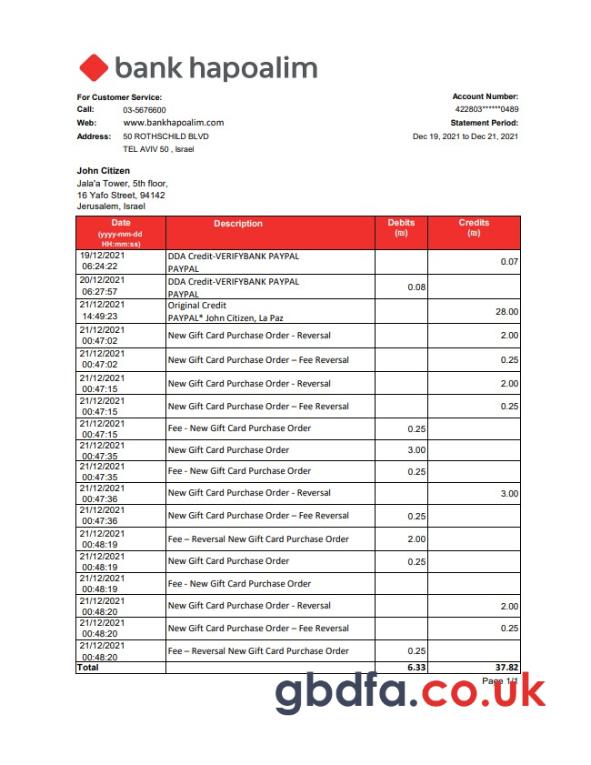 bank hapoalim
For Customer Service:
Call: 03-5676600
Web: www.bankhapoalim.com
Address: 50 ROTHSCHILD BLVD
TEL AVIV 50 , Israel
Account Number:
422803******0489
Statement Period:
Dec 19, 2021 to Dec 21, 2021
John Citizen
Jala'a Tower, 5th floor,
16 Yafo Street, 94142
Jerusalem, Israel
Date (yyyy-mm-dd HH:mm:ss) Description Debits (₪) Credits (₪)
19/12/2021 06:24:22 DDA Credit-VERIFYBANK PAYPAL PAYPAL 0.07
20/12/2021 06:27:57 DDA Credit-VERIFYBANK PAYPAL PAYPAL 0.08
21/12/2021 14:49:23 Original Credit PAYPAL* John Citizen, La Paz 28.00
21/12/2021 00:47:02 New Gift Card Purchase Order - Reversal 2.00
21/12/2021 00:47:02 New Gift Card Purchase Order – Fee Reversal 0.25
21/12/2021 00:47:15 New Gift Card Purchase Order - Reversal 2.00
21/12/2021 00:47:15 New Gift Card Purchase Order – Fee Reversal 0.25
21/12/2021 00:47:15 Fee - New Gift Card Purchase Order 0.25
21/12/2021 00:47:35 New Gift Card Purchase Order 3.00
21/12/2021 00:47:35 Fee - New Gift Card Purchase Order 0.25
21/12/2021 00:47:36 New Gift Card Purchase Order - Reversal 3.00
21/12/2021 00:47:36 New Gift Card Purchase Order – Fee Reversal 0.25
21/12/2021 00:48:19 Fee – Reversal New Gift Card Purchase Order 2.00
21/12/2021 00:48:19 New Gift Card Purchase Order 0.25
21/12/2021 00:48:19 Fee - New Gift Card Purchase Order
21/12/2021 00:48:20 New Gift Card Purchase Order - Reversal 2.00
21/12/2021 00:48:20 New Gift Card Purchase Order – Fee Reversal 0.25
21/12/2021 00:48:20 Fee – Reversal New Gift Card Purchase Order 0.25
Total 6.33 37.82
Page 1/1
gbdfa.co.uk